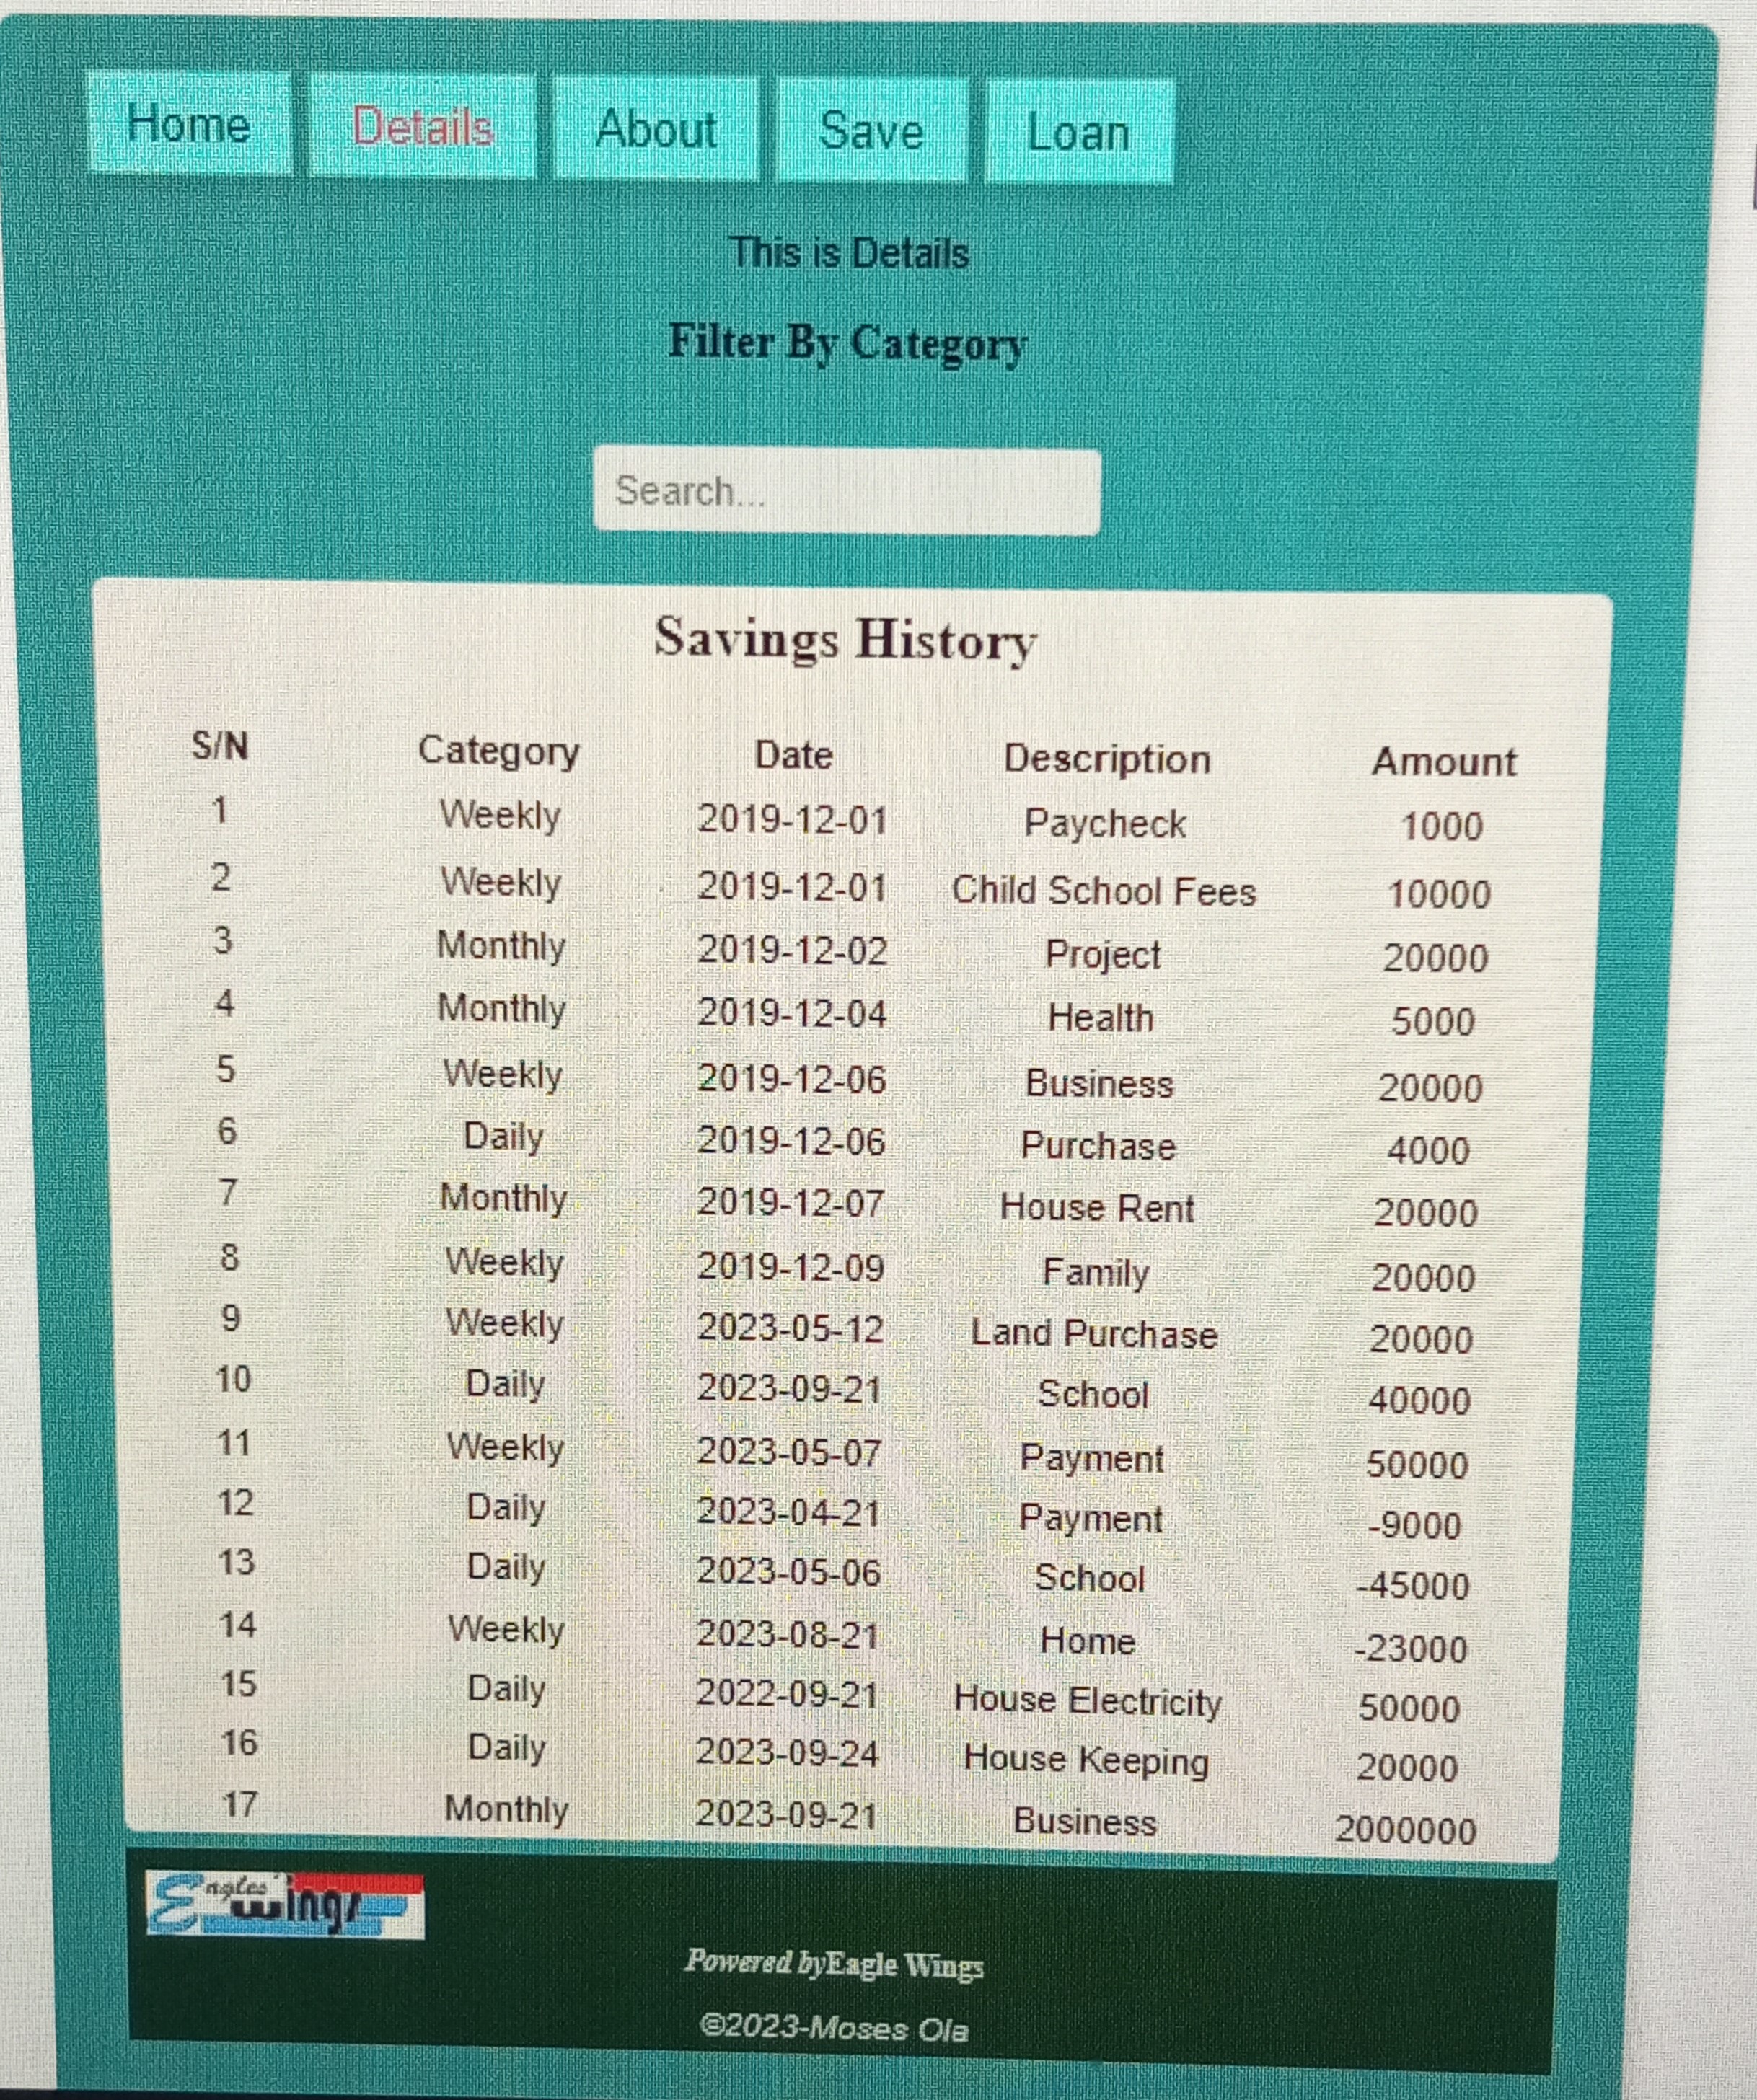 Home Details About Save Loan
This is Details
Filter By Category
Search...
Savings History
S/N Category Date Description Amount
1 Weekly 2019-12-01 Paycheck 1000
2 Weekly 2019-12-01 Child School Fees 10000
3 Monthly 2019-12-02 Project 20000
4 Monthly 2019-12-04 Health 5000
5 Weekly 2019-12-06 Business 20000
6 Daily 2019-12-06 Purchase 4000
7 Monthly 2019-12-07 House Rent 20000
8 Weekly 2019-12-09 Family 20000
9 Weekly 2023-05-12 Land Purchase 20000
10 Daily 2023-09-21 School 40000
11 Weekly 2023-05-07 Payment 50000
12 Daily 2023-04-21 Payment -9000
13 Daily 2023-05-06 School -45000
14 Weekly 2023-08-21 Home -23000
15 Daily 2022-09-21 House Electricity 50000
16 Daily 2023-09-24 House Keeping 20000
17 Monthly 2023-09-21 Business 2000000
Eagles Wings
Powered byEagle Wings
©2023-Moses Ola